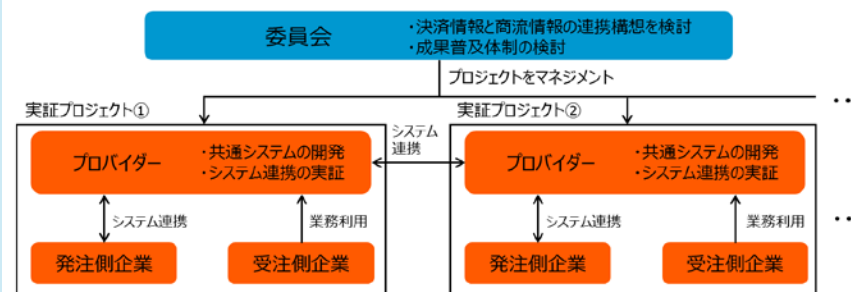 委員会
・決済情報と商流情報の連携構想を検討
・成果普及体制の検討
プロジェクトをマネジメント
実証プロジェクト①
実証プロジェクト②
プロバイダー
・共通システムの開発
・システム連携の実証
システム
連携
プロバイダー
・共通システムの開発
・システム連携の実証
システム連携
業務利用
システム連携
業務利用
発注側企業
受注側企業
発注側企業
受注側企業